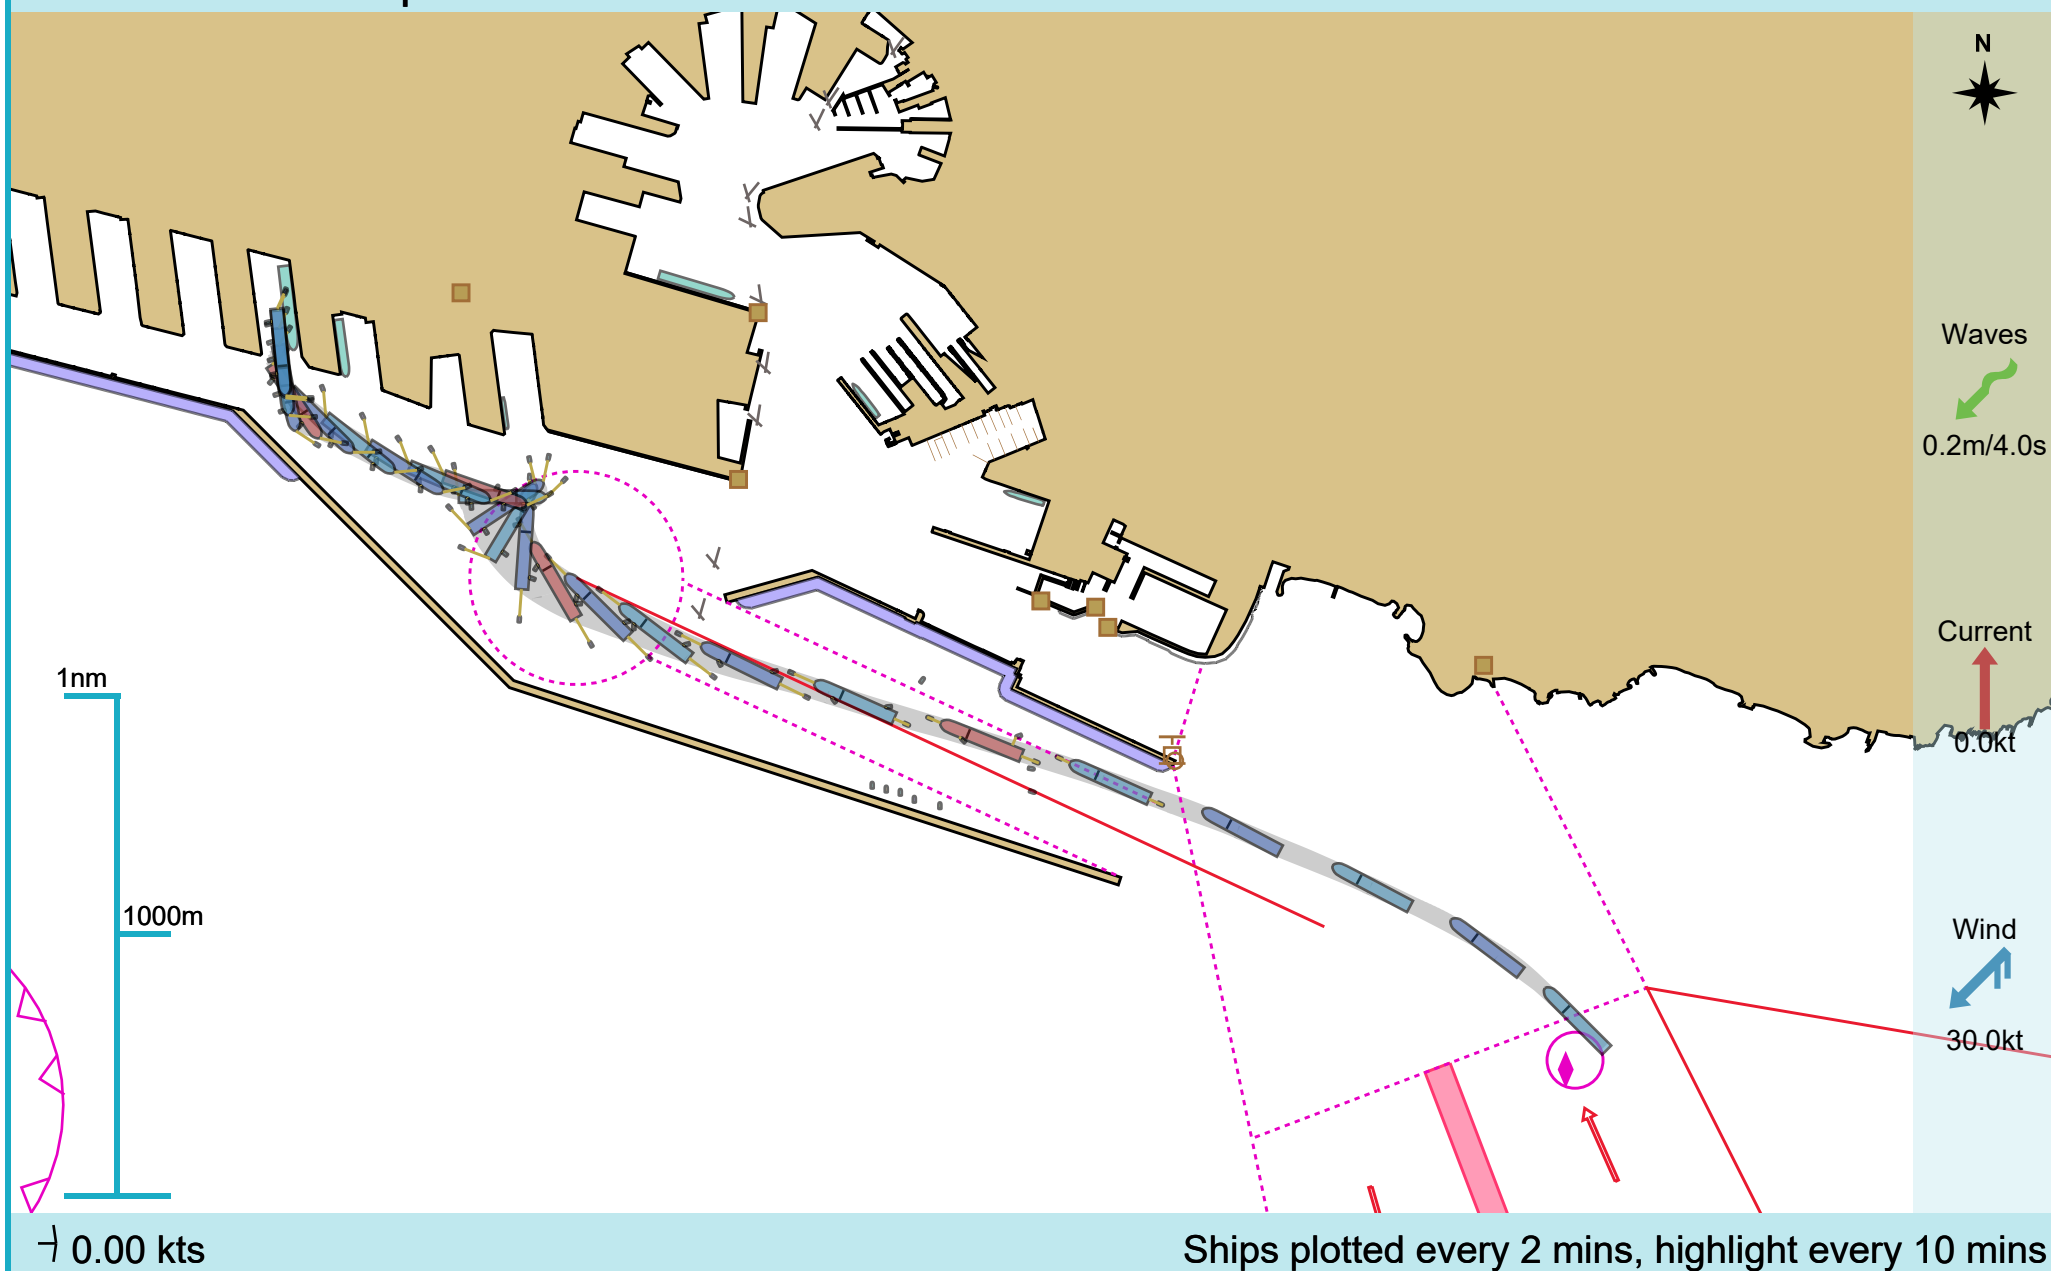 N
Waves
0.2m/4.0s
Current
0.0kt
Wind
30.0kt
1nm
1000m
0.00 kts
Ships plotted every 2 mins, highlight every 10 mins